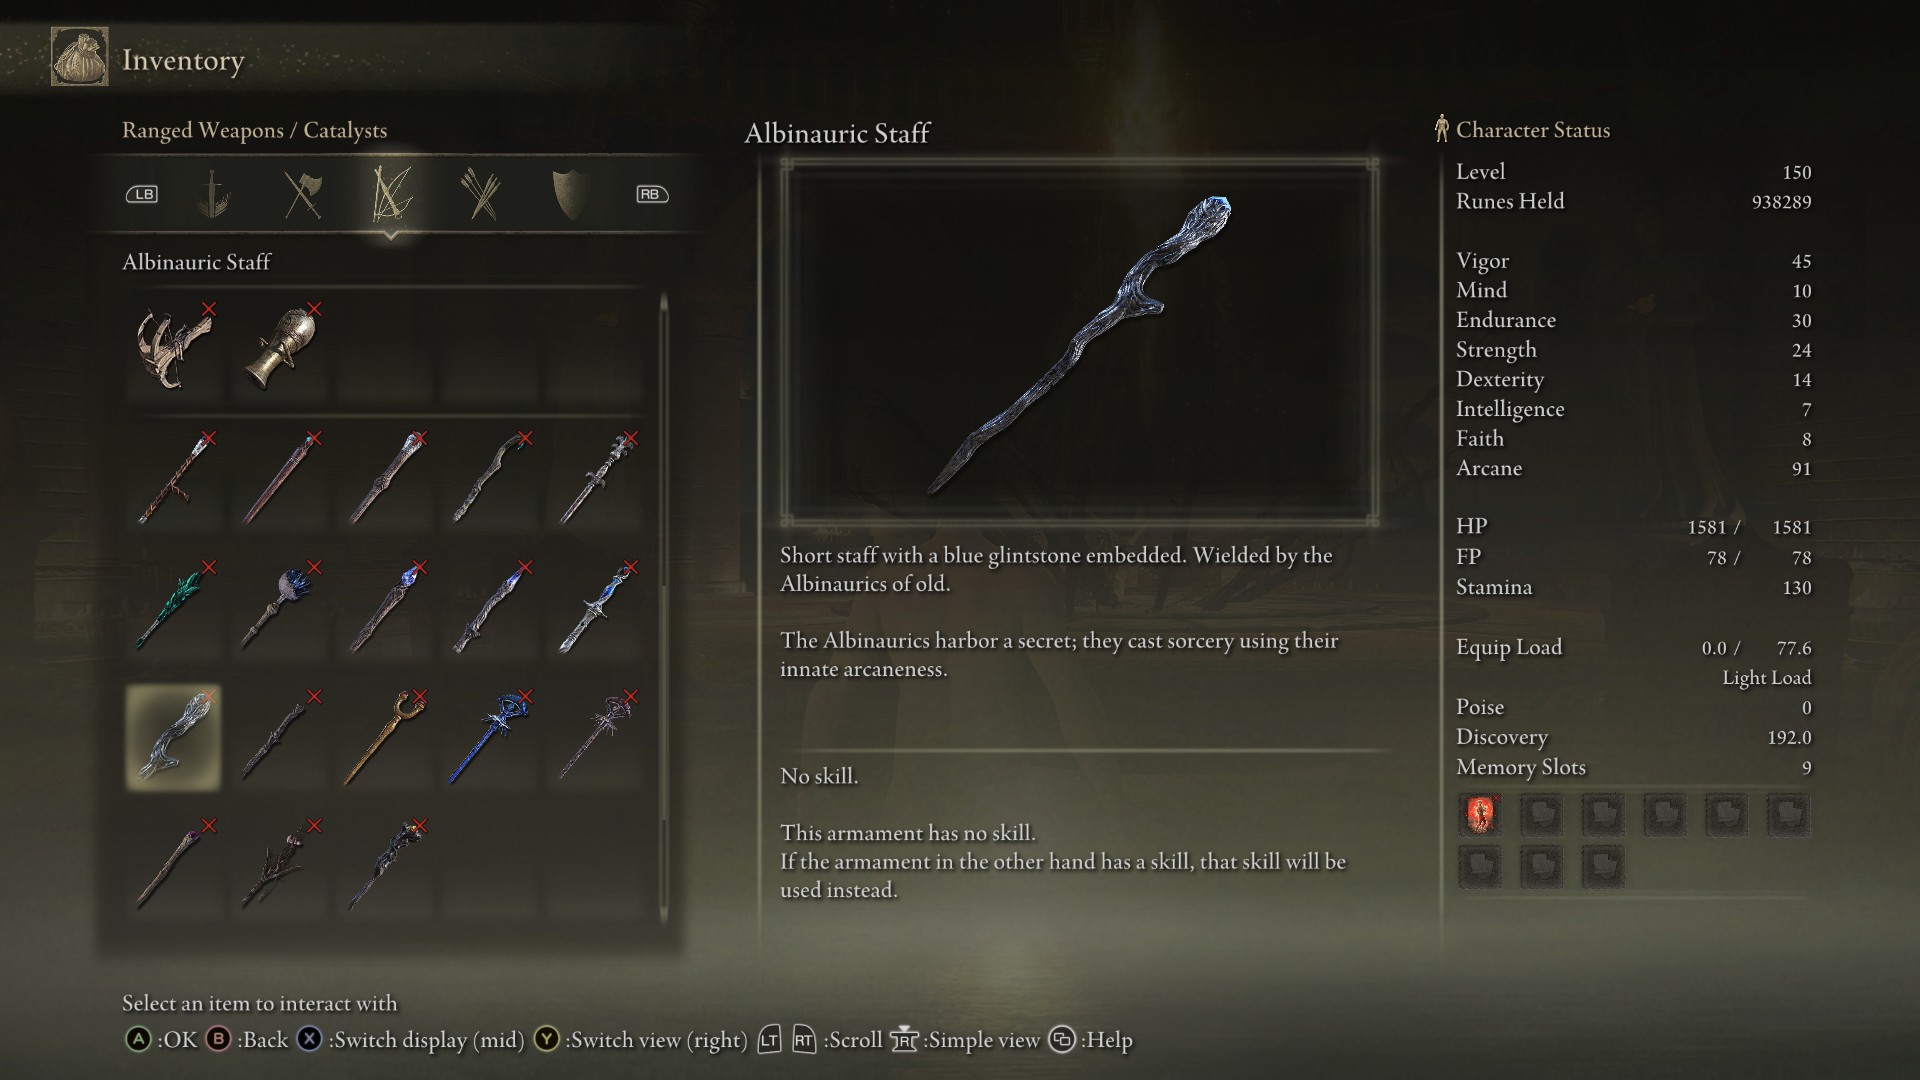 Inventory
Ranged Weapons / Catalysts
LB
RB
Albinauric Staff
Albinauric Staff
Short staff with a blue glintstone embedded. Wielded by the
Albinaurics of old.
The Albinaurics harbor a secret; they cast sorcery using their
innate arcaneness.
No skill.
This armament has no skill.
If the armament in the other hand has a skill, that skill will be
used instead.
Character Status
Level 150
Runes Held 938289
Vigor 45
Mind 10
Endurance 30
Strength 24
Dexterity 14
Intelligence 7
Faith 8
Arcane 91
HP 1581 / 1581
FP 78 / 78
Stamina 130
Equip Load 0.0 / 77.6
Light Load
Poise 0
Discovery 192.0
Memory Slots 9
Select an item to interact with
A :OK B :Back X :Switch display (mid) Y :Switch view (right) LT RT :Scroll R :Simple view :Help